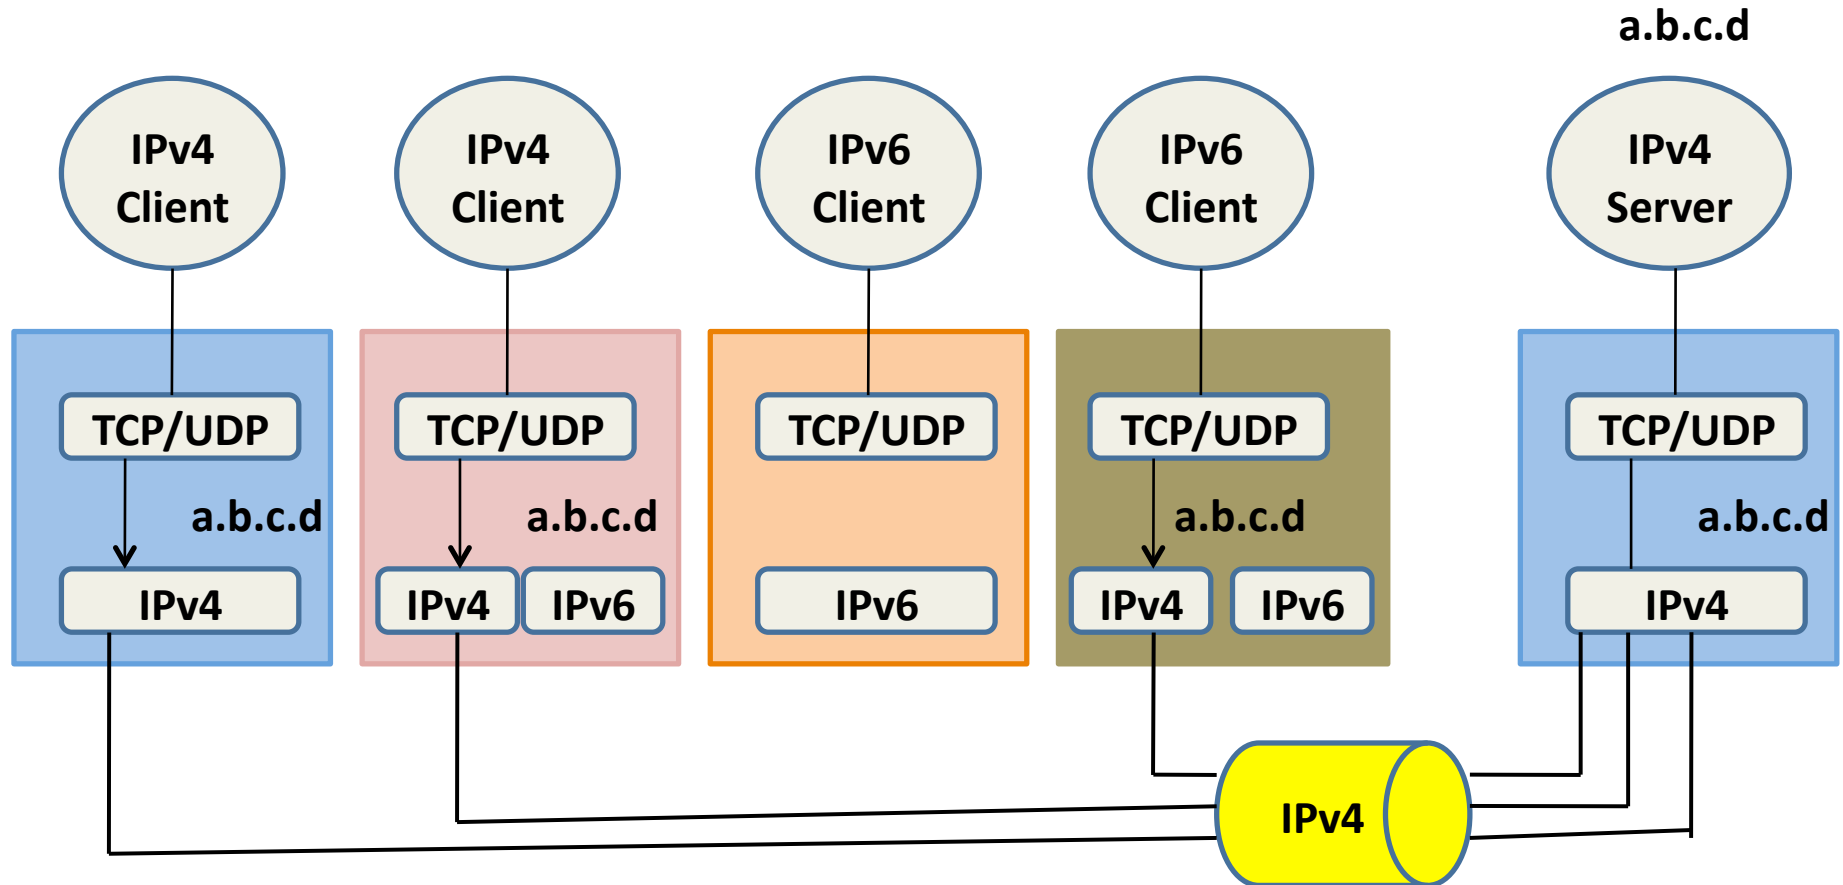 a.b.c.d
IPv4
Client
IPv4
Client
IPv6
Client
IPv6
Client
IPv4
Server
TCP/UDP
TCP/UDP
TCP/UDP
TCP/UDP
TCP/UDP
a.b.c.d
a.b.c.d
a.b.c.d
a.b.c.d
IPv4
IPv4
IPv6
IPv6
IPv4
IPv6
IPv4
IPv4